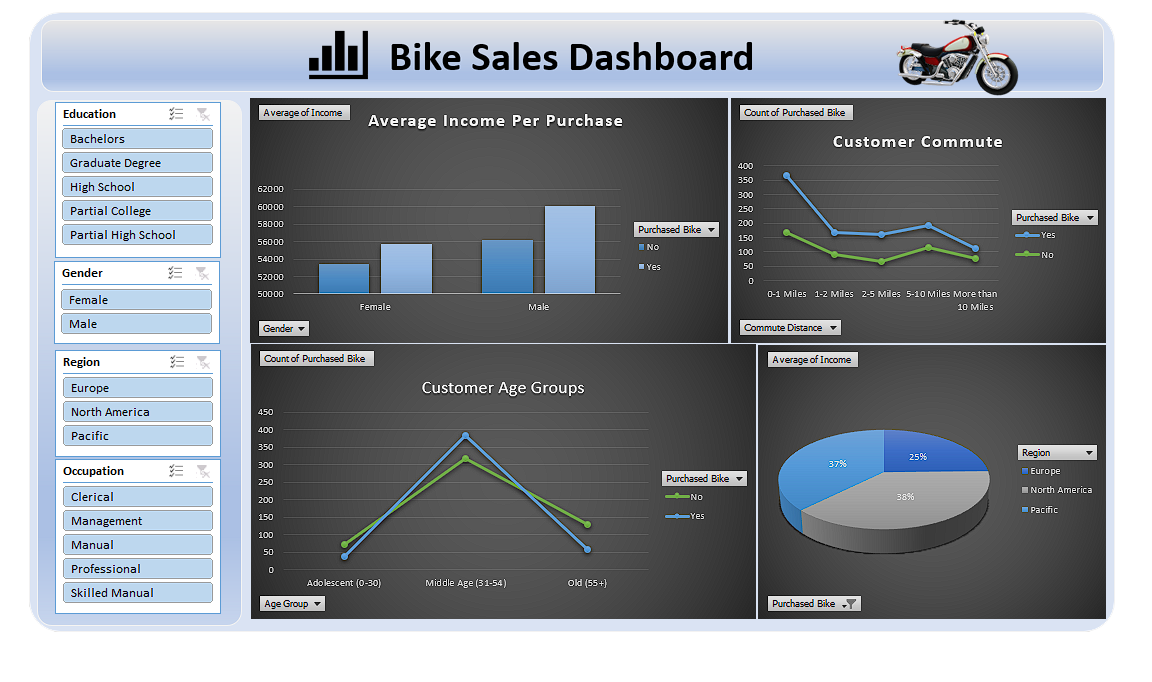 Bike Sales Dashboard
Education
Bachelors
Graduate Degree
High School
Partial College
Partial High School
Gender
Female
Male
Region
Europe
North America
Pacific
Occupation
Clerical
Management
Manual
Professional
Skilled Manual
Average of Income
Average Income Per Purchase
62000
60000
58000
56000
54000
52000
50000
Female Male
Purchased Bike
No
Yes
Gender
Count of Purchased Bike
Customer Commute
400
350
300
250
200
150
100
50
0
0-1 Miles 1-2 Miles 2-5 Miles 5-10 Miles More than
10 Miles
Purchased Bike
Yes
No
Commute Distance
Count of Purchased Bike
Customer Age Groups
450
400
350
300
250
200
150
100
50
0
Adolescent (0-30) Middle Age (31-54) Old (55+)
Purchased Bike
No
Yes
Age Group
Average of Income
37% 25%
38%
Region
Europe
North America
Pacific
Purchased Bike